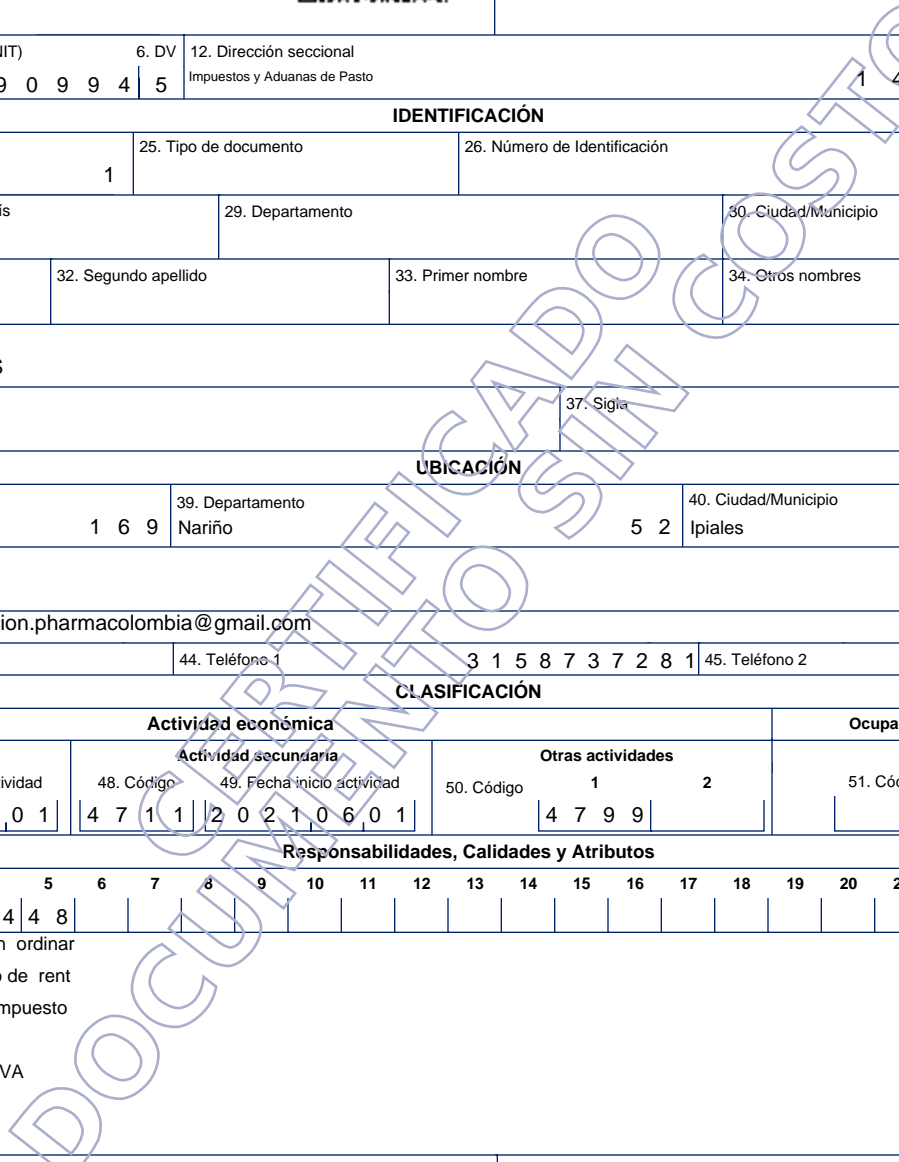 NIT)
6. DV
12. Dirección seccional
9 0 9 9 4 5
Impuestos y Aduanas de Pasto
1 4
IDENTIFICACIÓN
1
25. Tipo de documento
26. Número de Identificación
ís
29. Departamento
30. Ciudad/Municipio
32. Segundo apellido
33. Primer nombre
34. Otros nombres
S
37. Sigla
UBICACIÓN
1 6 9
39. Departamento
Nariño
5 2
40. Ciudad/Municipio
Ipiales
ion.pharmacolombia@gmail.com
44. Teléfono 1
3 1 5 8 7 3 7 2 8 1
45. Teléfono 2
CLASIFICACIÓN
Actividad económica
Ocupa
Actividad secundaria
Otras actividades
ividad
48. Código
49. Fecha inicio actividad
50. Código
1
2
51. Cód
0 1
4 7 1 1
2 0 2 1 0 6 0 1
4 7 9 9
Responsabilidades, Calidades y Atributos
5 6 7 8 9 10 11 12 13 14 15 16 17 18 19 20 2
4 4 8
n ordinar
o de rent
mpuesto
VA
CERTIFICADO
DOCUMENTO SIN COSTO